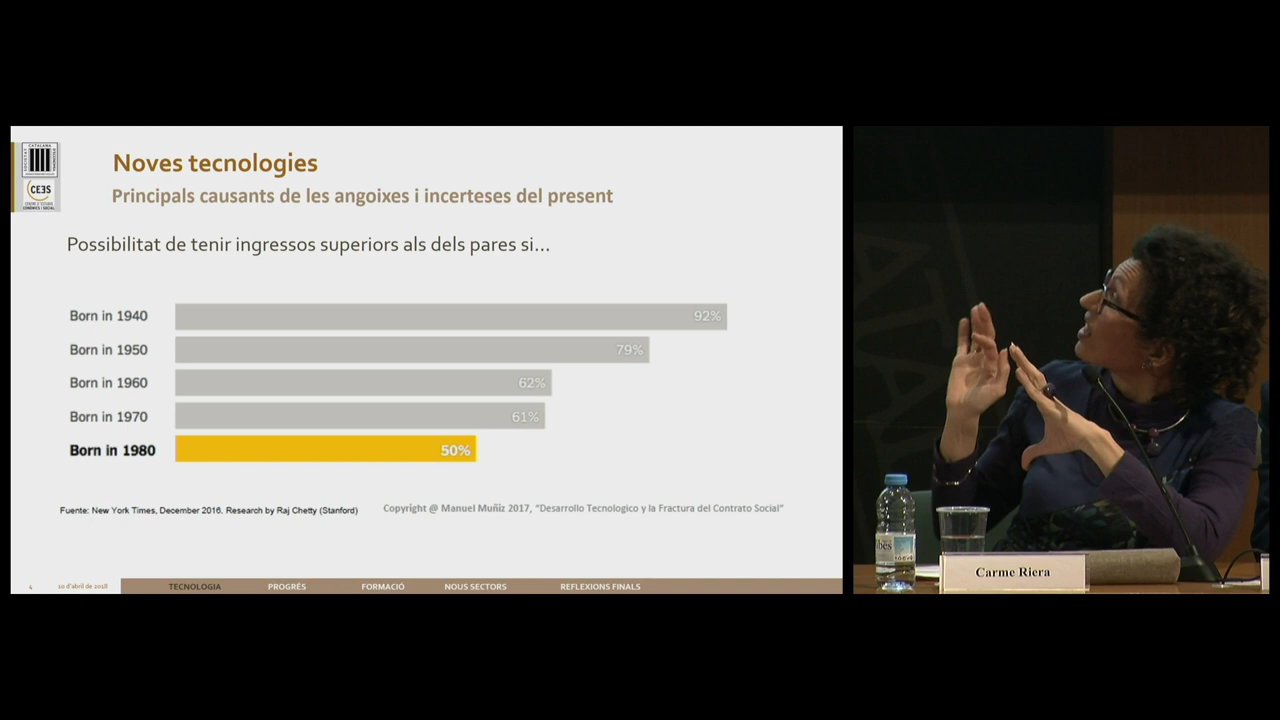 Noves tecnologies
Principals causants de les angoixes i incerteses del present
CE3S
Possibilitat de tenir ingressos superiors als dels pares si...
Born in 1940 92%
Born in 1950 79%
Born in 1960 62%
Born in 1970 61%
Born in 1980 50%
Fuente: New York Times, December 2016. Research by Raj Chetty (Stanford)
Copyright @ Manuel Muñiz 2017, “Desarrollo Tecnologico y la Fractura del Contrato Social”
4 10 d'abril de 2018 TECNOLOGIA PROGRÉS FORMACIÓ NOUS SECTORS REFLEXIONS FINALS
Carme Riera